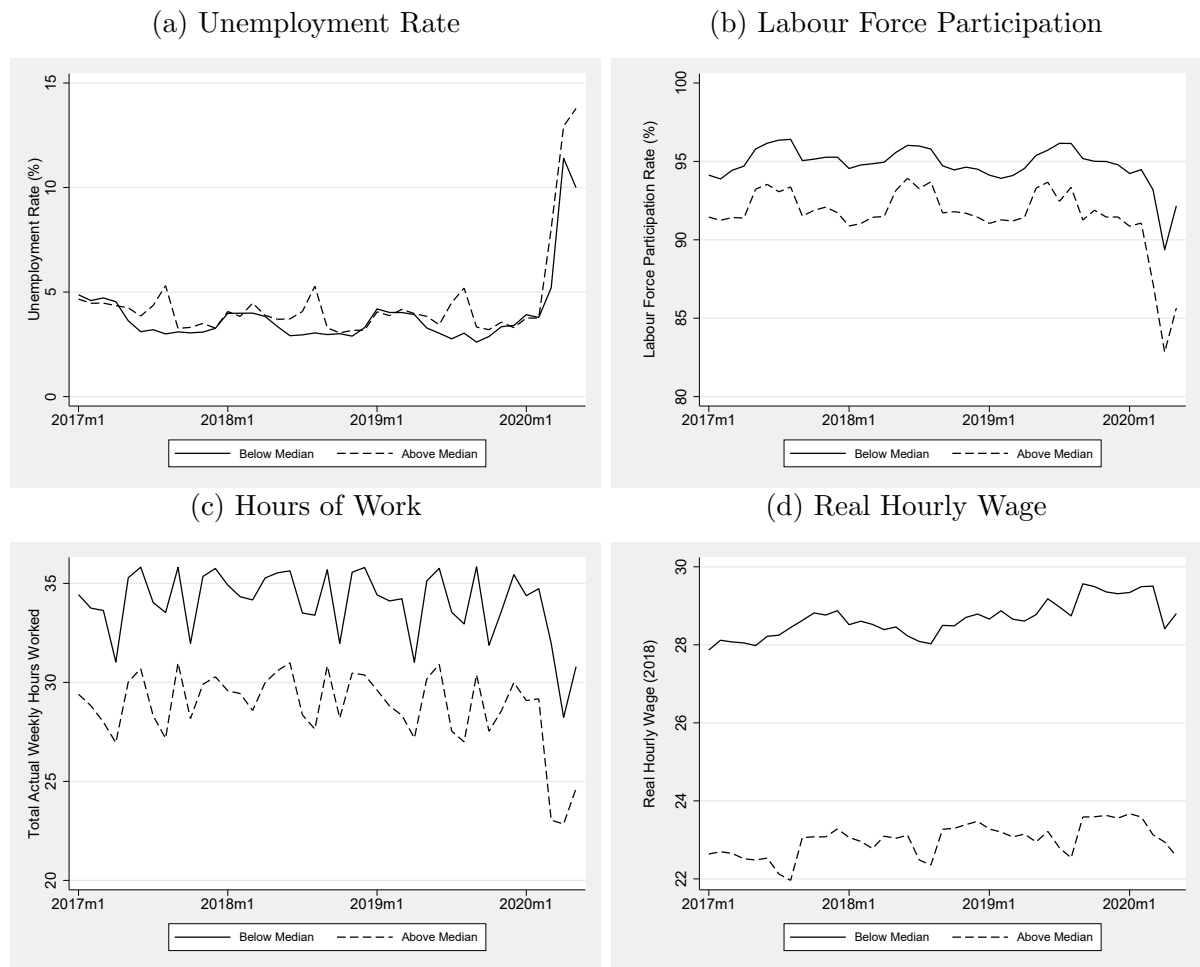 (a) Unemployment Rate
Unemployment Rate (%)
15
10
5
0
2017m1 2018m1 2019m1 2020m1
Below Median Above Median
(b) Labour Force Participation
Labour Force Participation Rate (%)
100
95
90
85
80
2017m1 2018m1 2019m1 2020m1
Below Median Above Median
(c) Hours of Work
Total Actual Weekly Hours Worked
35
30
25
20
2017m1 2018m1 2019m1 2020m1
Below Median Above Median
(d) Real Hourly Wage
Real Hourly Wage (2018)
30
28
26
24
22
2017m1 2018m1 2019m1 2020m1
Below Median Above Median